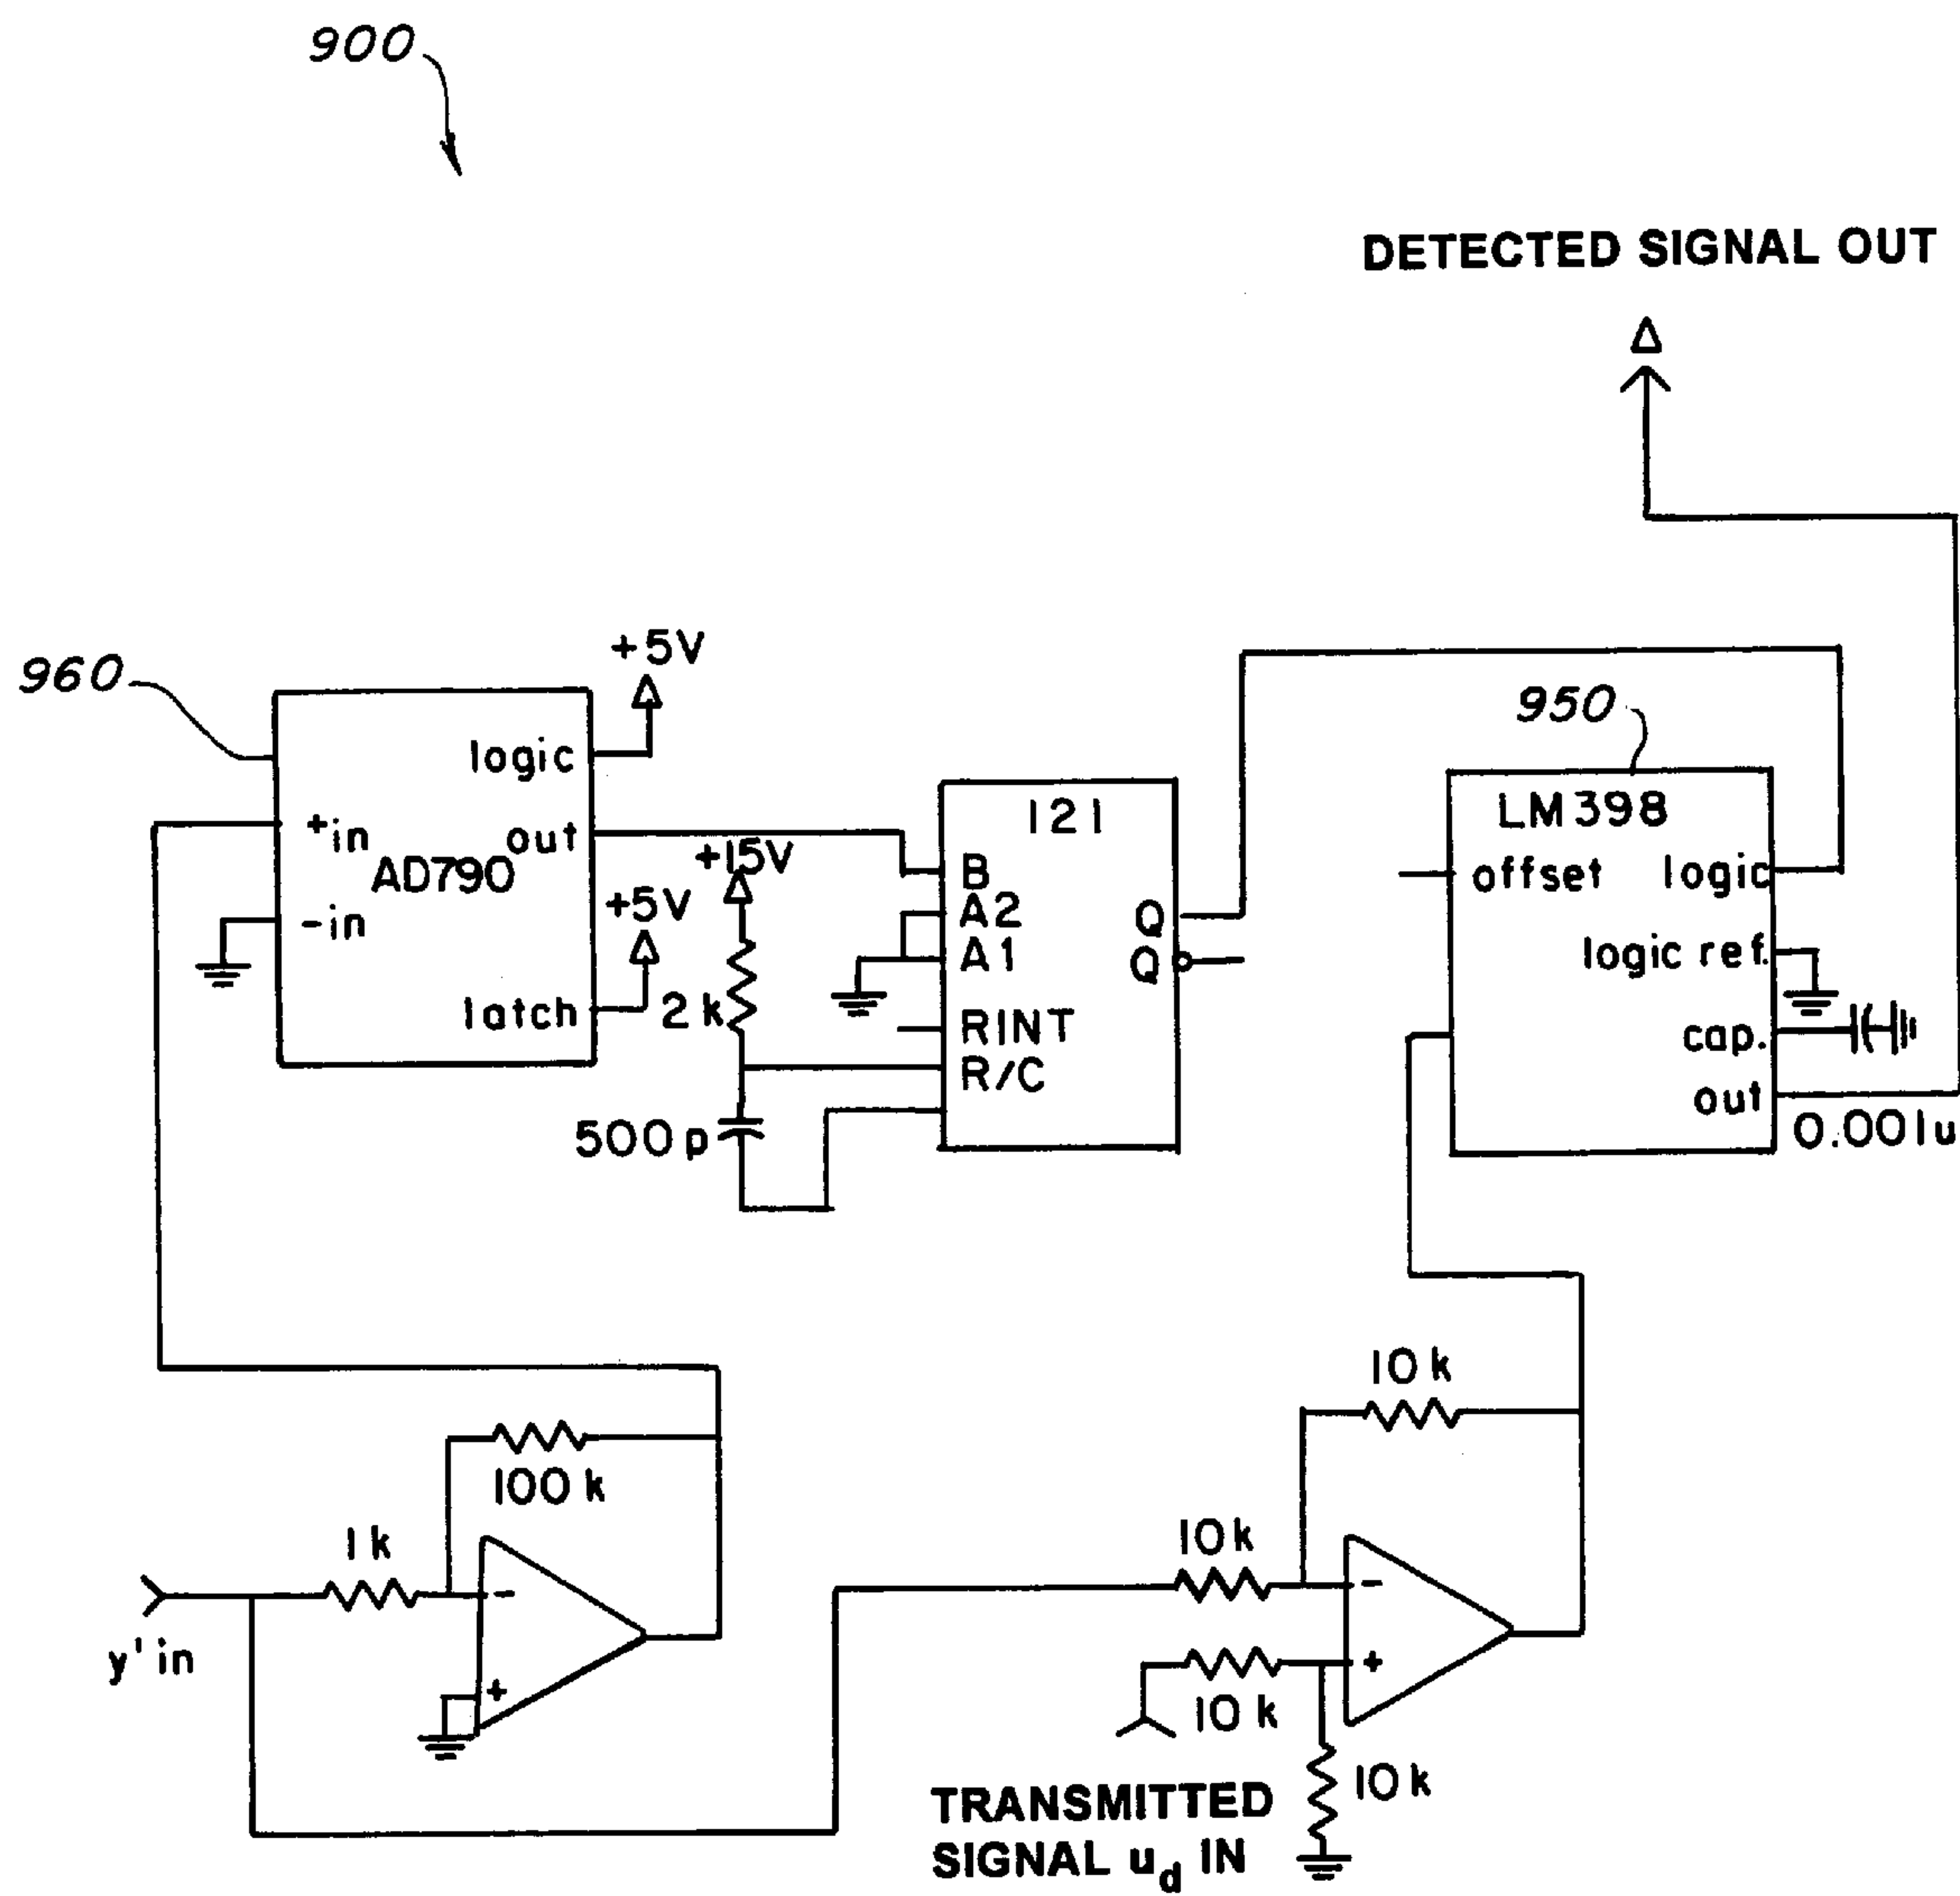 900
DETECTED SIGNAL OUT
+5V
960
950
logic
121
LM398
+in
out
+15V
AD790
B
offset
logic
+5V
A2
-in
Q
A1
logic ref.
Q
latch
2k
RINT
cap.
R/C
out
500p
0.001u
10k
100k
1k
10k
-
-
y'in
+
+
10k
10k
TRANSMITTED
SIGNAL ud IN